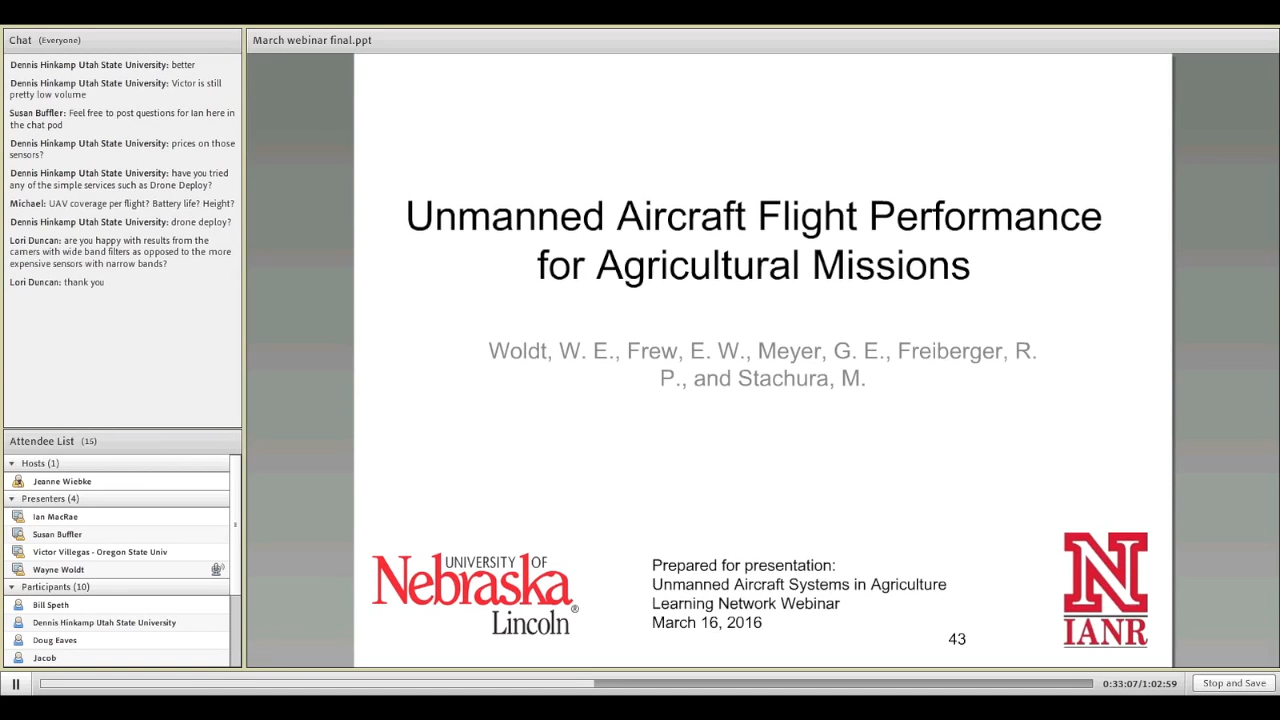 Chat (Everyone)
Dennis Hinkamp Utah State University: better
Dennis Hinkamp Utah State University: Victor is still
pretty low volume
Susan Buffler: Feel free to post questions for Ian here in
the chat pod
Dennis Hinkamp Utah State University: prices on those
sensors?
Dennis Hinkamp Utah State University: have you tried
any of the simple services such as Drone Deploy?
Michael: UAV coverage per flight? Battery life? Height?
Dennis Hinkamp Utah State University: drone deploy?
Lori Duncan: are you happy with results from the
camers with wide band filters as opposed to the more
expensive sensors with narrow bands?
Lori Duncan: thank you
Attendee List (15)
Hosts (1)
Jeanne Wiebke
Presenters (4)
Ian MacRae
Susan Buffler
Victor Villegas - Oregon State Univ
Wayne Woldt
Participants (10)
Bill Speth
Dennis Hinkamp Utah State University
Doug Eaves
Jacob
March webinar final.ppt
Unmanned Aircraft Flight Performance
for Agricultural Missions
Woldt, W. E., Frew, E. W., Meyer, G. E., Freiberger, R.
P., and Stachura, M.
UNIVERSITY OF
Nebraska®
Lincoln
Prepared for presentation:
Unmanned Aircraft Systems in Agriculture
Learning Network Webinar
March 16, 2016
43
N
IANR
0:33:07/1:02:59
Stop and Save